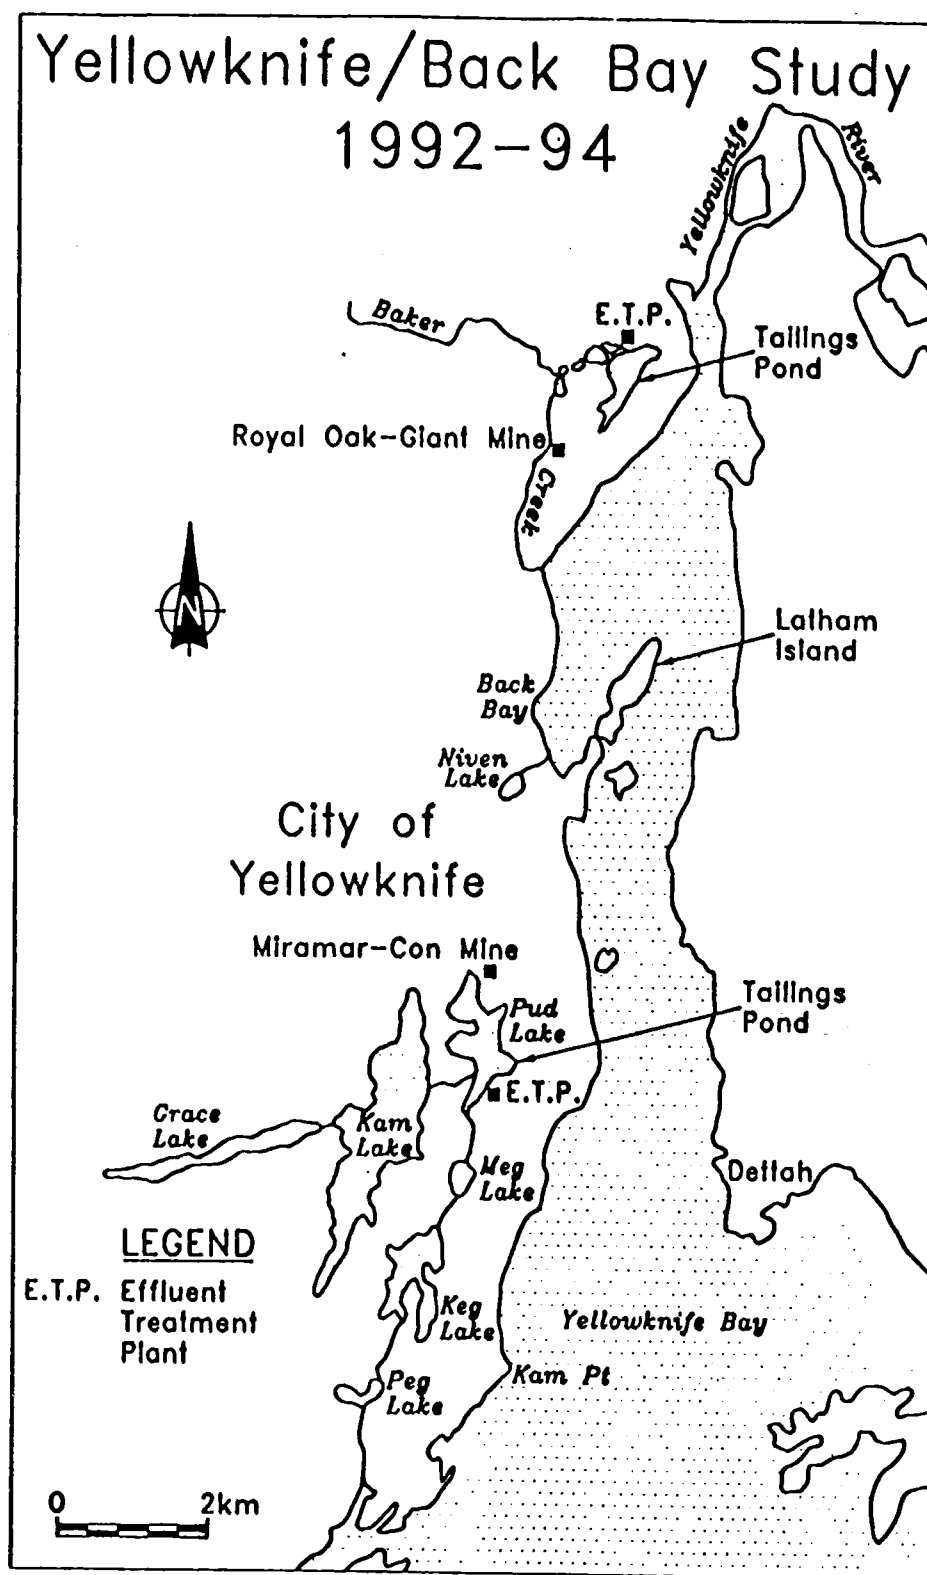 Yellowknife/Back Bay Study
1992-94
Yellowknife
River
Baker
E.T.P.
Tailings
Pond
Royal Oak-Giant Mine
Creek
N
Latham
Island
Back
Bay
Niven
Lake
City of
Yellowknife
Miramar-Con Mine
Pud
Lake
Tailings
Pond
E.T.P.
Grace
Lake
Kam
Lake
Meg
Lake
Dettah
LEGEND
E.T.P. Effluent
Treatment
Plant
Keg
Lake
Yellowknife Bay
Kam Pt
Peg
Lake
0 2km